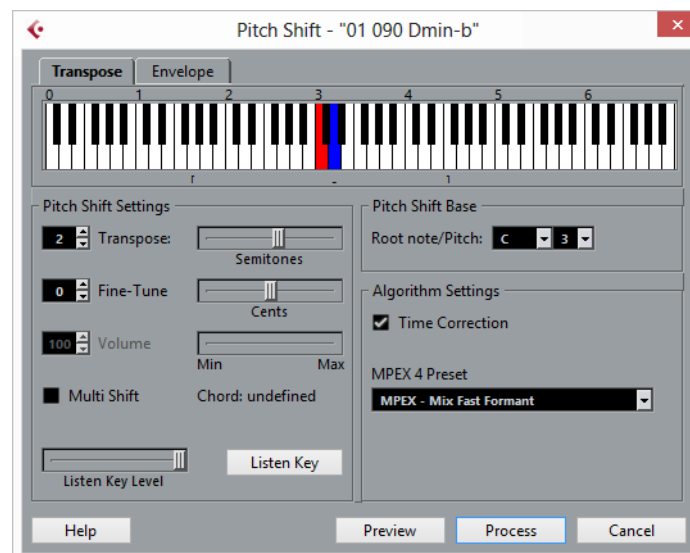 Pitch Shift - "01 090 Dmin-b"
Transpose Envelope
0 1 2 3 4 5 6
Pitch Shift Settings
2 Transpose:
Semitones
0 Fine-Tune
Cents
100 Volume
Min Max
Multi Shift Chord: undefined
Listen Key Level
Listen Key
Pitch Shift Base
Root note/Pitch: C 3
Algorithm Settings
Time Correction
MPEX 4 Preset
MPEX - Mix Fast Formant
Help Preview Process Cancel